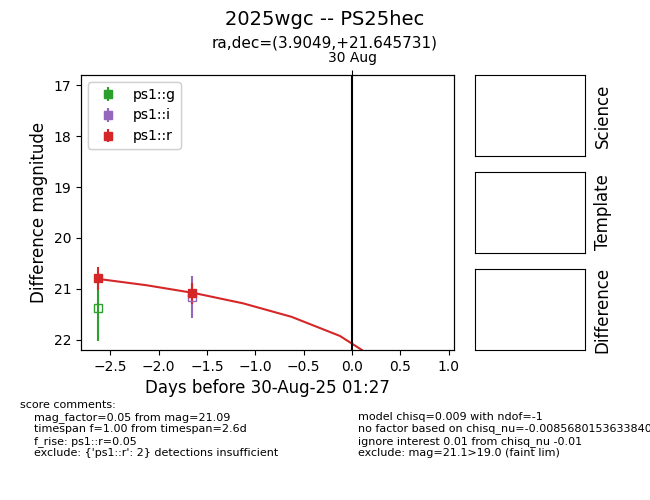 2025wgc -- PS25hec
ra,dec=(3.9049,+21.645731)
30 Aug
ps1::g
ps1::i
ps1::r
17
18
19
20
21
22
Difference magnitude
−2.5
−2.0
−1.5
−1.0
−0.5
0.0
0.5
1.0
Days before 30-Aug-25 01:27
Science
Template
Difference
score comments:
mag_factor=0.05 from mag=21.09
timespan f=1.00 from timespan=2.6d
f_rise: ps1::r=0.05
exclude: {'ps1::r': 2} detections insufficient
model chisq=0.009 with ndof=-1
no factor based on chisq_nu=-0.0085680153633840
ignore interest 0.01 from chisq_nu -0.01
exclude: mag=21.1>19.0 (faint lim)